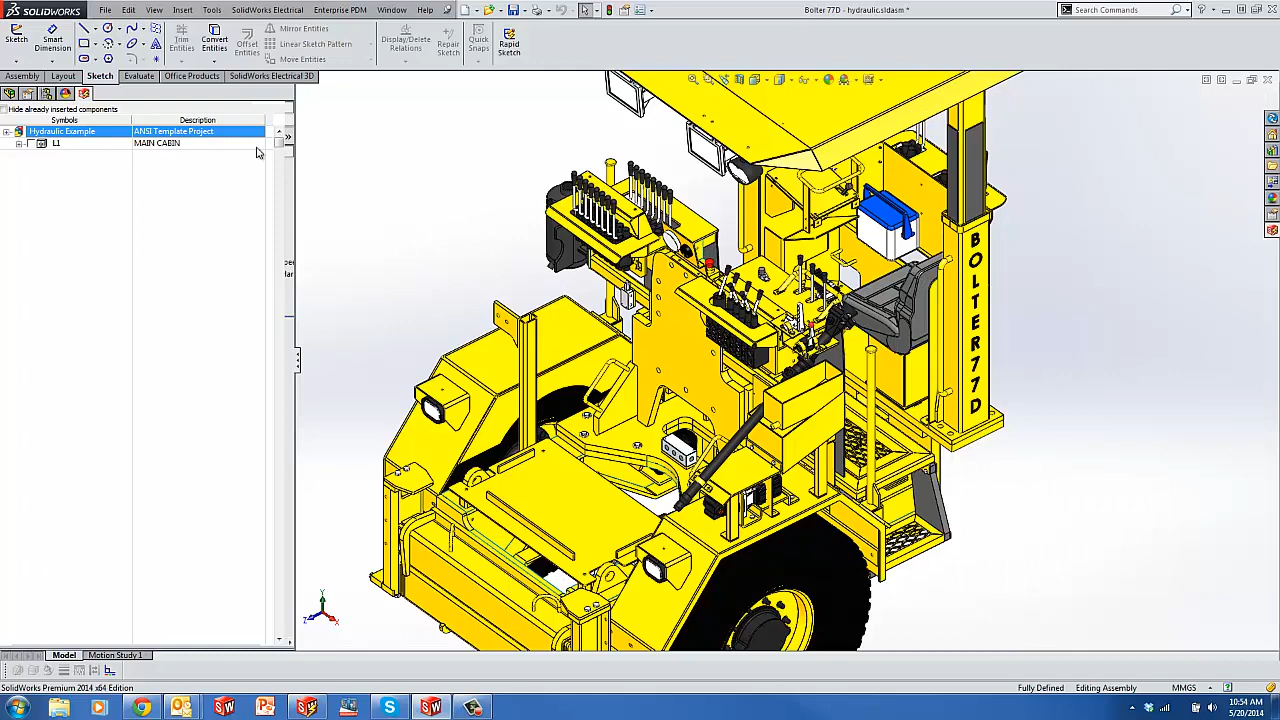 SOLIDWORKS
File Edit View Insert Tools SolidWorks Electrical Enterprise PDM Window Help
Bolter 77D - hydraulic.sldasm *
Search Commands
Sketch
Smart Dimension
Trim Entities
Convert Entities
Offset Entities
Mirror Entities
Linear Sketch Pattern
Move Entities
Display/Delete Relations
Repair Sketch
Quick Snaps
Rapid Sketch
Assembly Layout Sketch Evaluate Office Products SolidWorks Electrical 3D
Hide already inserted components
Symbols Description
Hydraulic Example ANSI Template Project
L1 MAIN CABIN
BOLTER77D
Model Motion Study 1
SolidWorks Premium 2014 x64 Edition
Fully Defined Editing Assembly MMGS
10:54 AM
5/20/2014